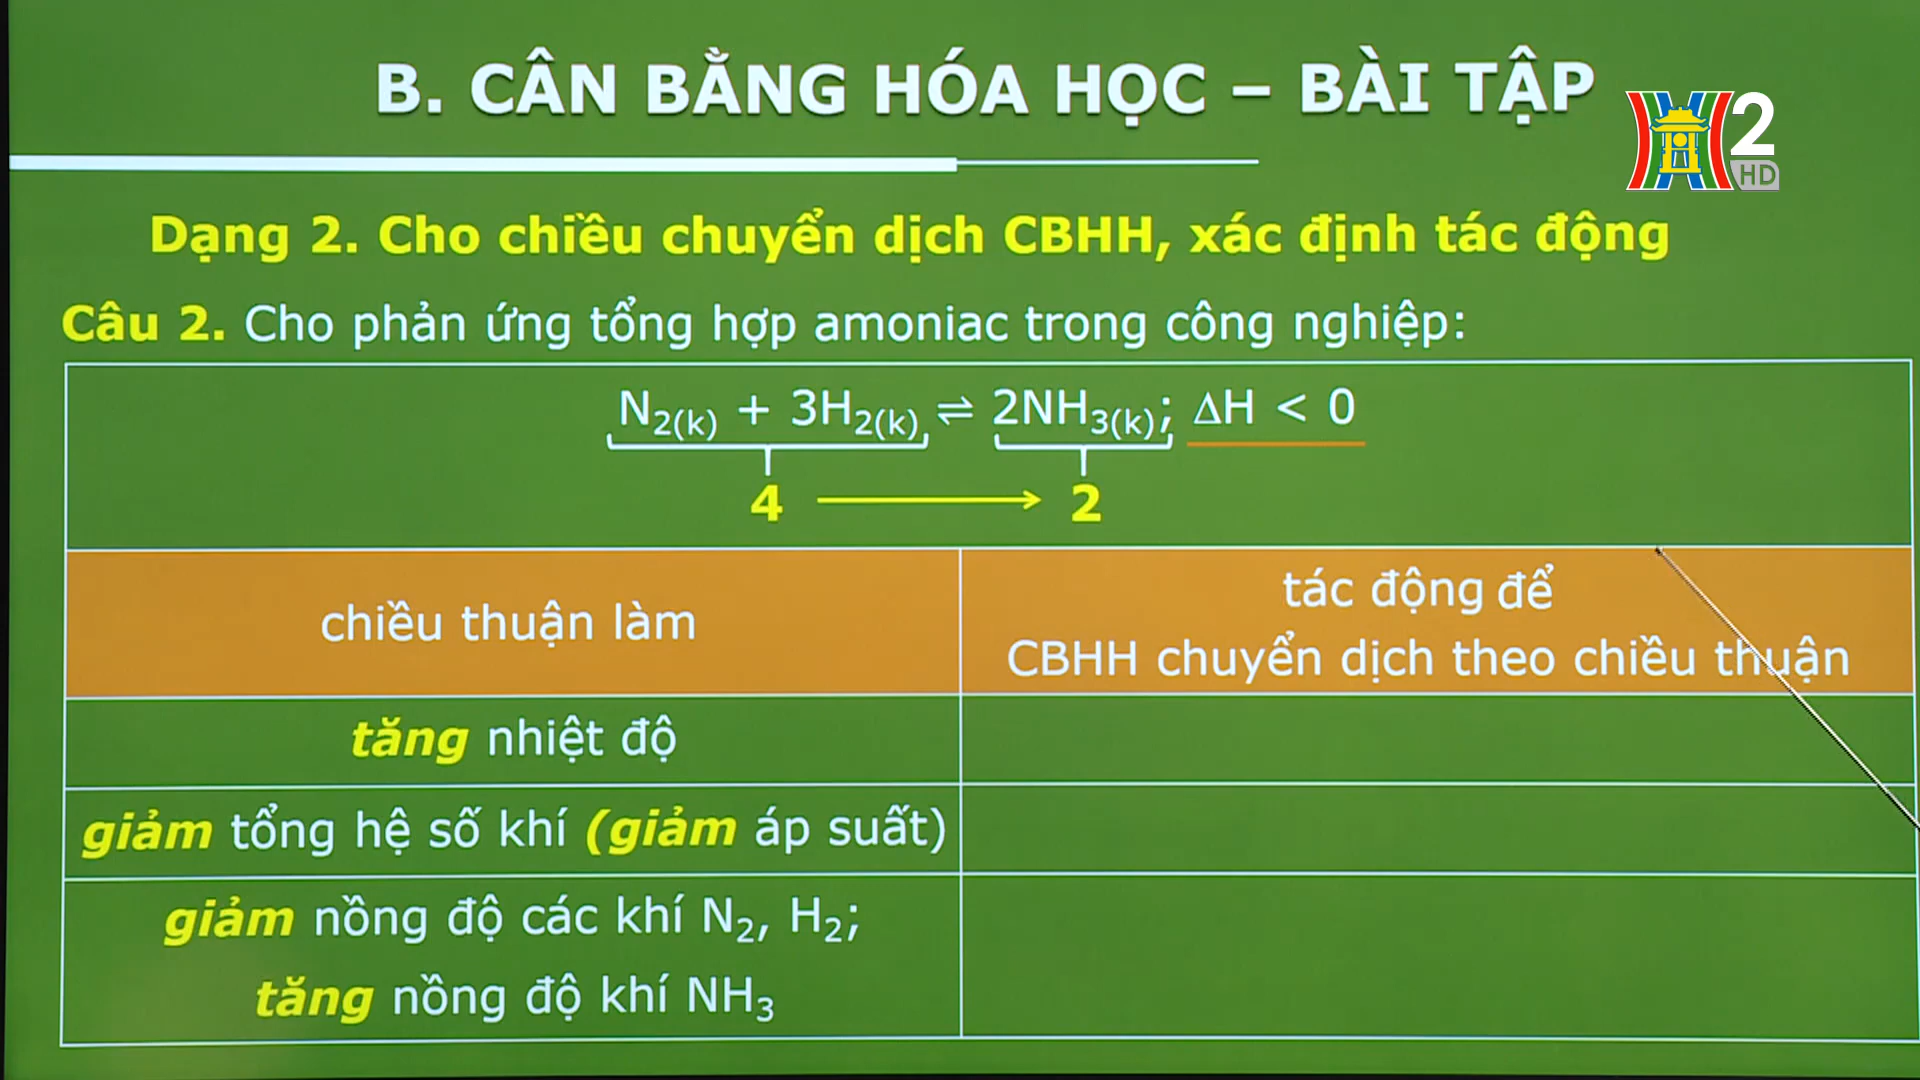 B. CÂN BẰNG HÓA HỌC – BÀI TẬP
2
HD
Dạng 2. Cho chiều chuyển dịch CBHH, xác định tác động
Câu 2. Cho phản ứng tổng hợp amoniac trong công nghiệp:
N₂(k) + 3H₂(k) ⇌ 2NH₃(k); ΔH < 0
4 → 2
chiều thuận làm
tác động để
CBHH chuyển dịch theo chiều thuận
tăng nhiệt độ
giảm tổng hệ số khí (giảm áp suất)
giảm nồng độ các khí N₂, H₂;
tăng nồng độ khí NH₃